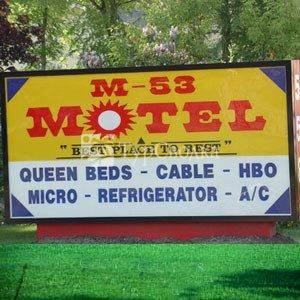 M-53
MOTEL
"BEST PLACE TO REST"
QUEEN BEDS - CABLE - HBO
MICRO - REFRIGERATOR - A/C